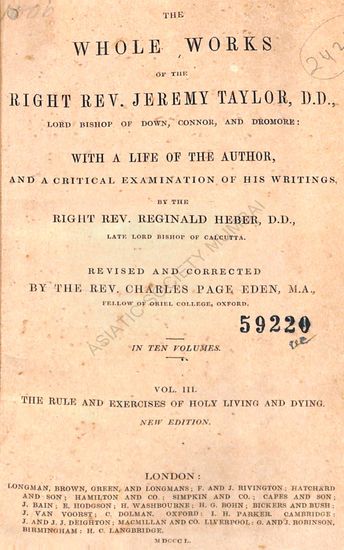 THE
WHOLE WORKS
OF THE
RIGHT REV. JEREMY TAYLOR, D.D.,
LORD BISHOP OF DOWN, CONNOR, AND DROMORE:
WITH A LIFE OF THE AUTHOR,
AND A CRITICAL EXAMINATION OF HIS WRITINGS,
BY THE
RIGHT REV. REGINALD HEBER, D.D.,
LATE LORD BISHOP OF CALCUTTA.
REVISED AND CORRECTED
BY THE REV. CHARLES PAGE EDEN, M.A.,
FELLOW OF ORIEL COLLEGE, OXFORD.
59220
IN TEN VOLUMES.
VOL. III.
THE RULE AND EXERCISES OF HOLY LIVING AND DYING.
NEW EDITION.
LONDON:
LONGMAN, BROWN, GREEN, AND LONGMANS; F. AND J. RIVINGTON; HATCHARD
AND SON; HAMILTON AND CO.; SIMPKIN AND CO.; CAPES AND SON;
J. BAIN; E. HODGSON; H. WASHBOURNE; H. G. BOHN; BICKERS AND BUSH;
J. VAN VOORST; C. DOLMAN. OXFORD: I. H. PARKER. CAMBRIDGE:
J. AND J. J. DEIGHTON; MACMILLAN AND CO. LIVERPOOL: G. AND J. ROBINSON.
BIRMINGHAM: H. C. LANGBRIDGE.
MDCCCL.
ASIATIC SOCIETY MUMBAI
242